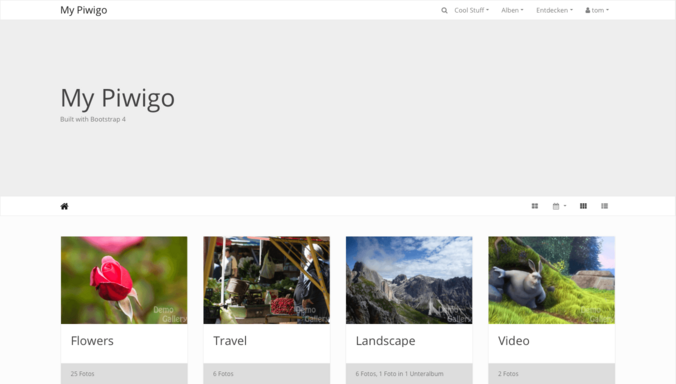 My Piwigo
Cool Stuff
Alben
Entdecken
tom
My Piwigo
Built with Bootstrap 4
Demo
Gallery
Demo
Gallery
Demo
Gallery
Demo
Gallery
Flowers
Travel
Landscape
Video
25 Fotos
6 Fotos
6 Fotos, 1 Foto in 1 Unteralbum
2 Fotos